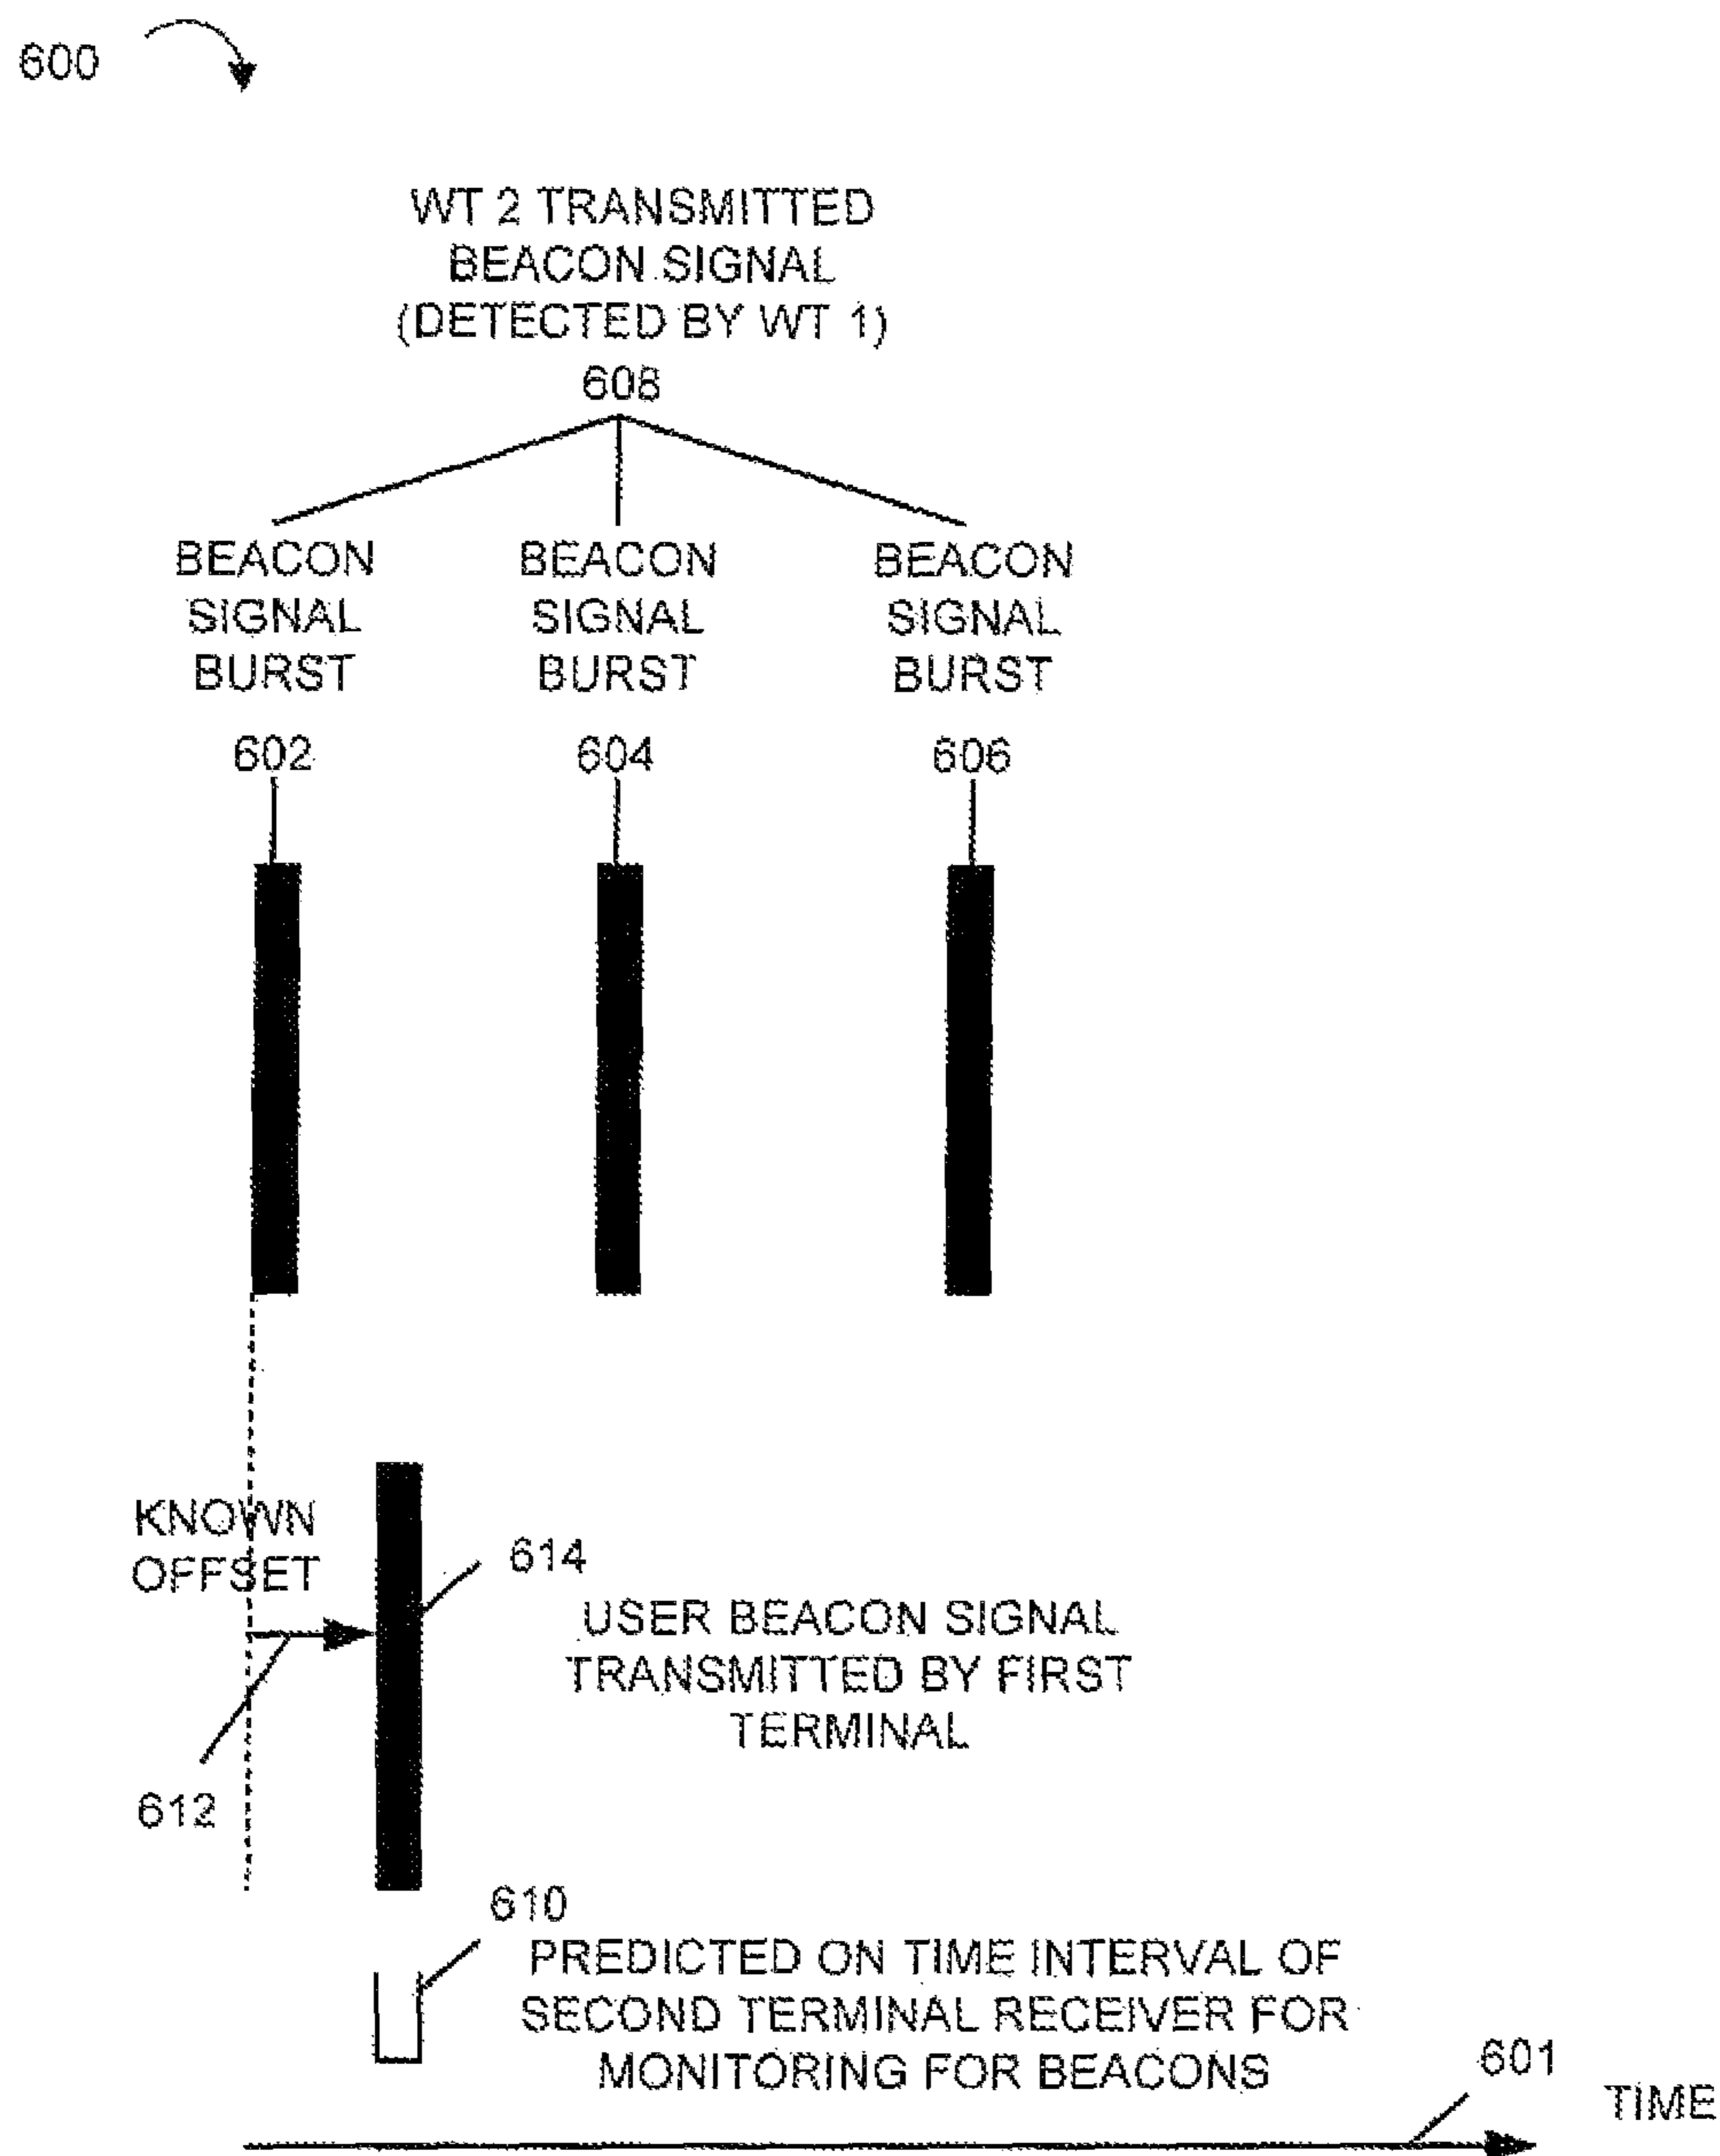 600
WT 2 TRANSMITTED
BEACON SIGNAL
(DETECTED BY WT 1)
608
BEACON SIGNAL BURST
BEACON SIGNAL BURST
BEACON SIGNAL BURST
602
604
606
KNOWN
OFFSET
614
USER BEACON SIGNAL
TRANSMITTED BY FIRST
TERMINAL
612
610
PREDICTED ON TIME INTERVAL OF
SECOND TERMINAL RECEIVER FOR
MONITORING FOR BEACONS
601
TIME